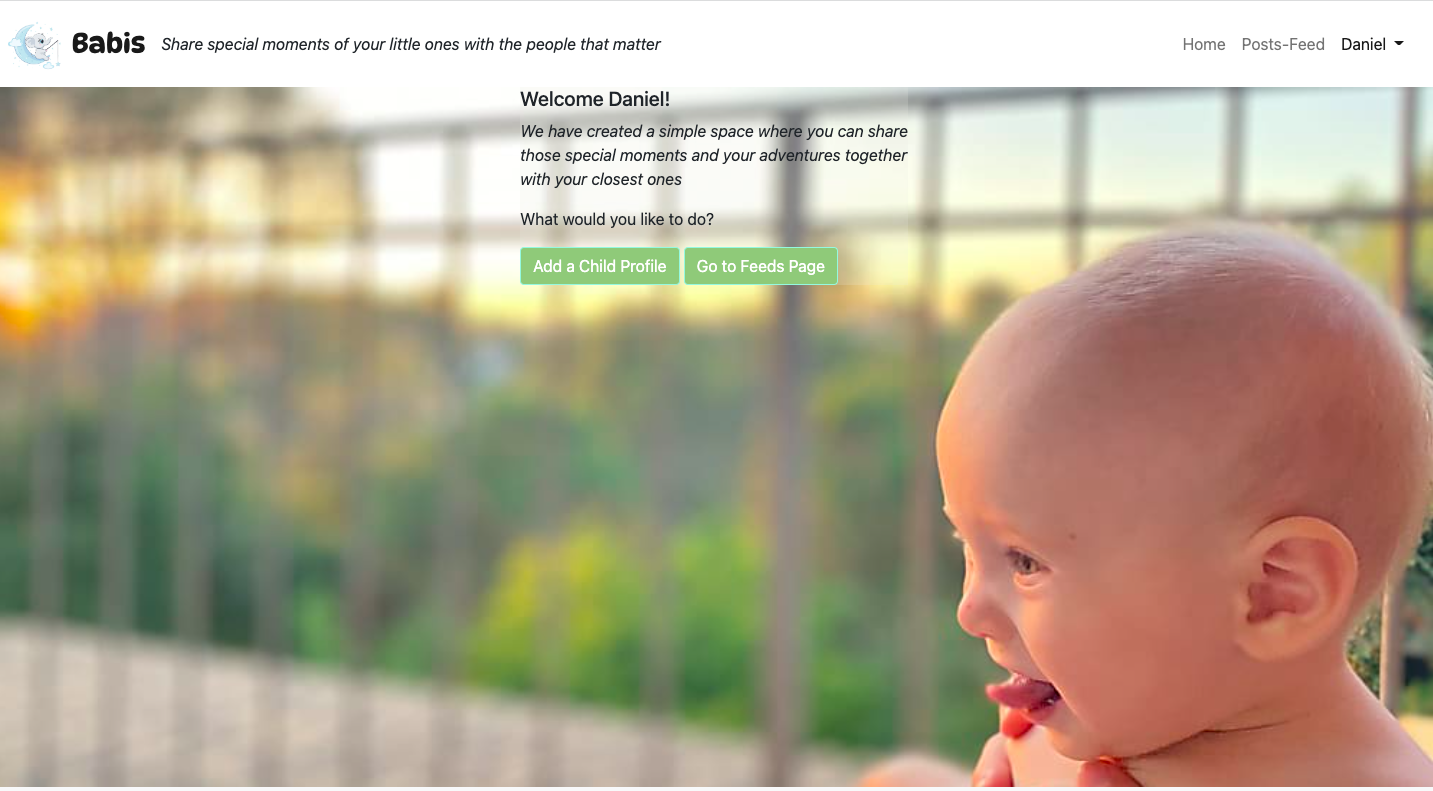 Babis
Share special moments of your little ones with the people that matter
Home
Posts-Feed
Daniel
Welcome Daniel!
We have created a simple space where you can share
those special moments and your adventures together
with your closest ones
What would you like to do?
Add a Child Profile
Go to Feeds Page